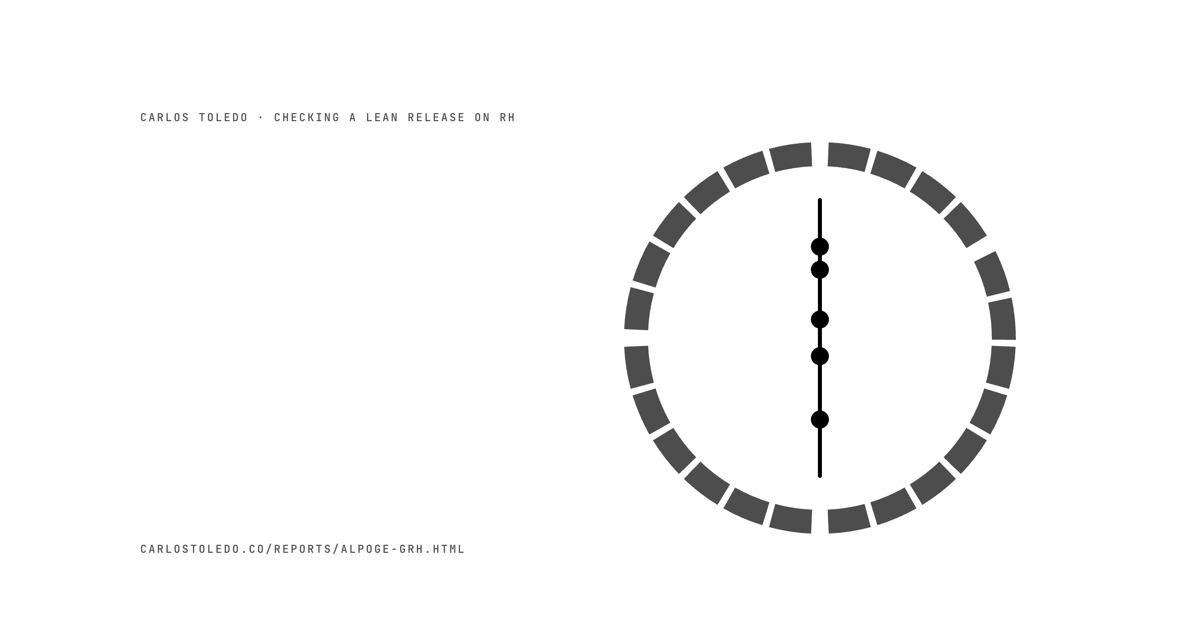 CARLOS TOLEDO · CHECKING A LEAN RELEASE ON RH
CARLOSTOLEDO.CO/REPORTS/ALPOGE-GRH.HTML